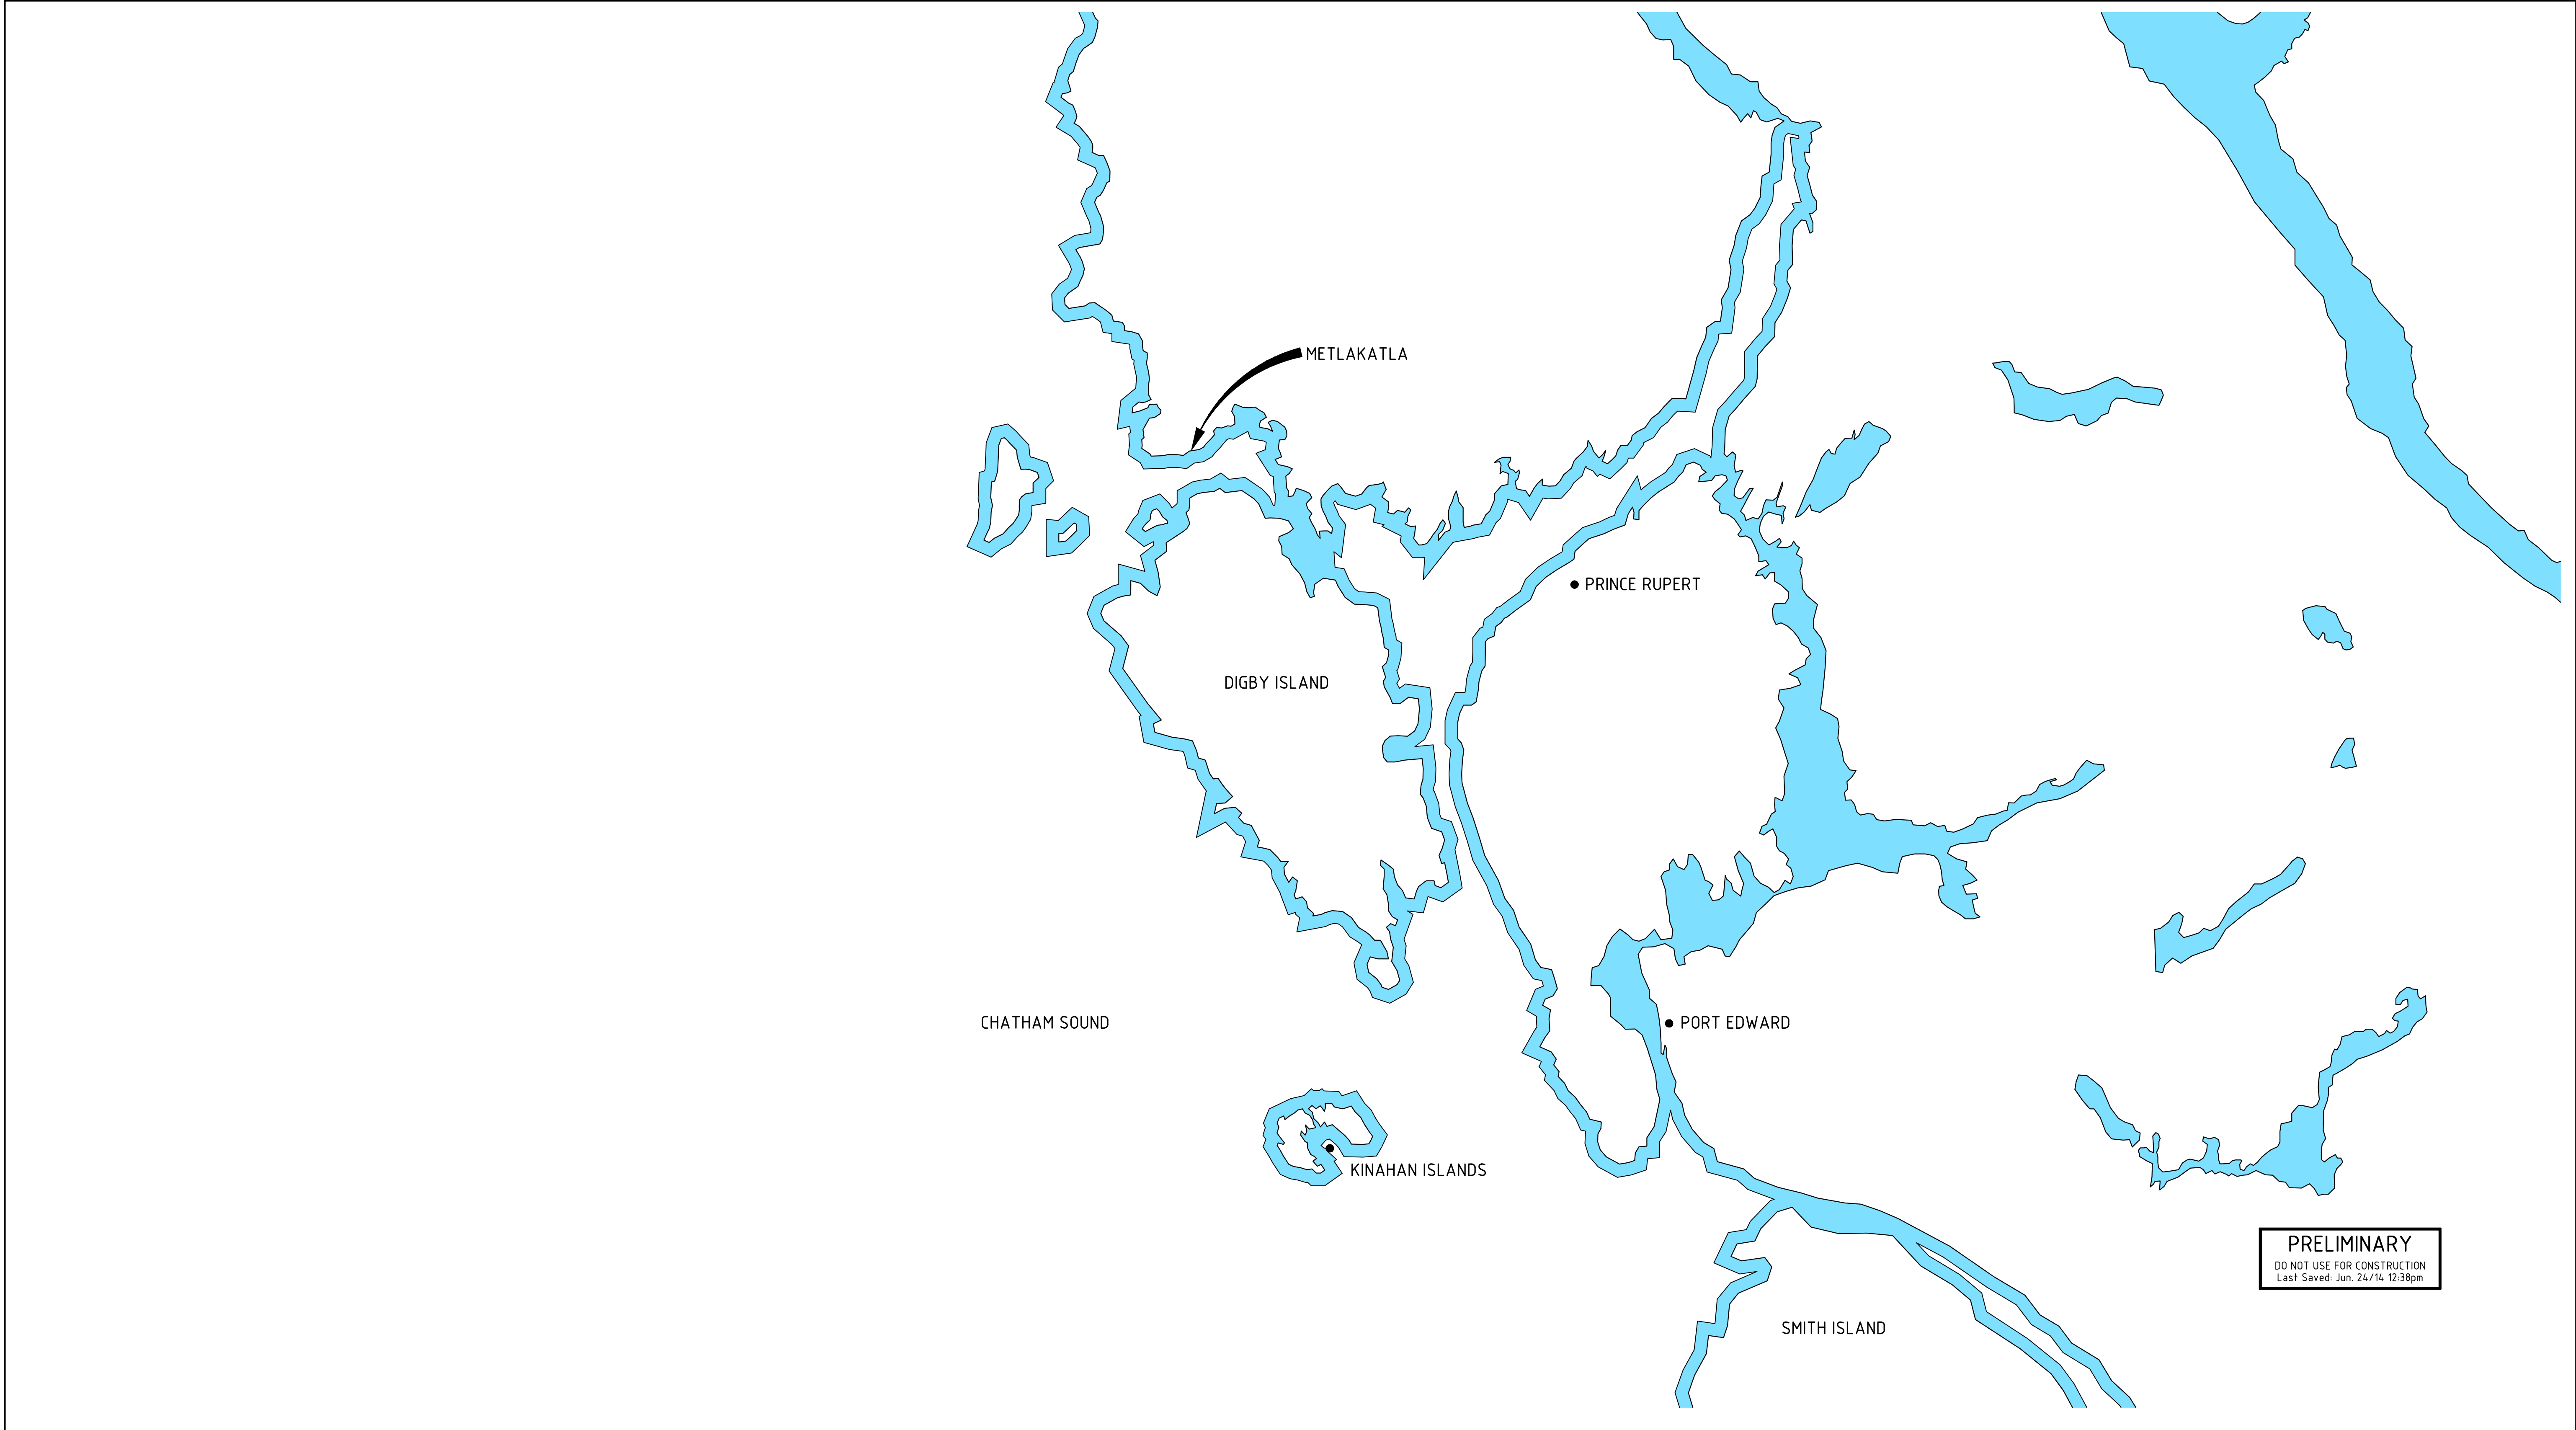 METLAKATLA
PRINCE RUPERT
DIGBY ISLAND
CHATHAM SOUND
PORT EDWARD
KINAHAN ISLANDS
PRELIMINARY
DO NOT USE FOR CONSTRUCTION
Last Saved: Jun. 24/14 12:38pm
SMITH ISLAND